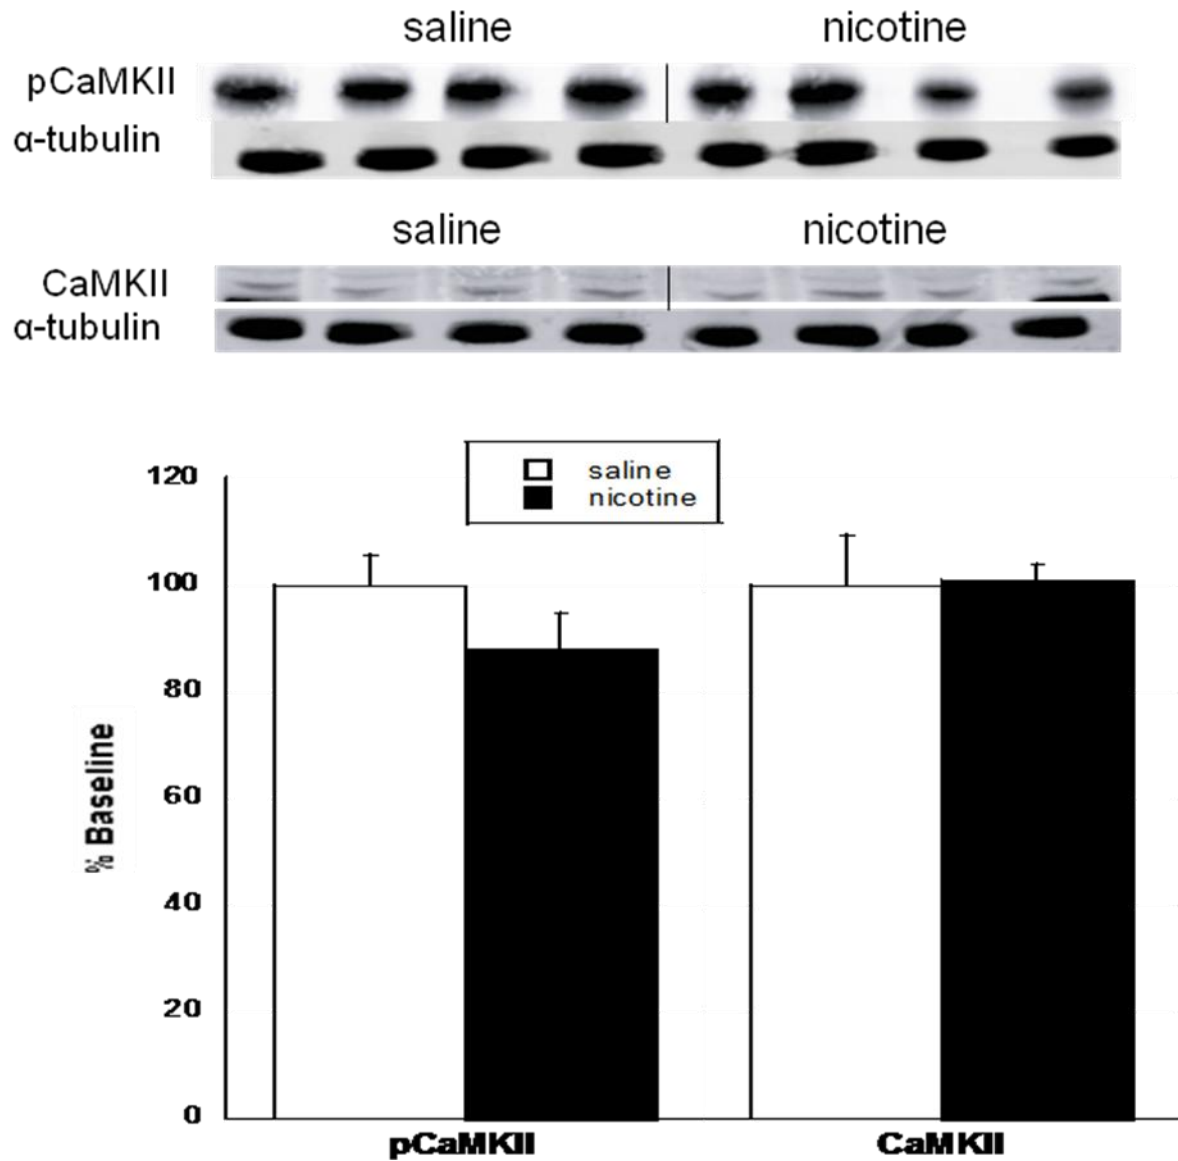 saline nicotine
pCaMKII
α-tubulin
saline nicotine
CaMKII
α-tubulin
saline
nicotine
120
100
80
60
40
20
0
% Baseline
pCaMKII CaMKII